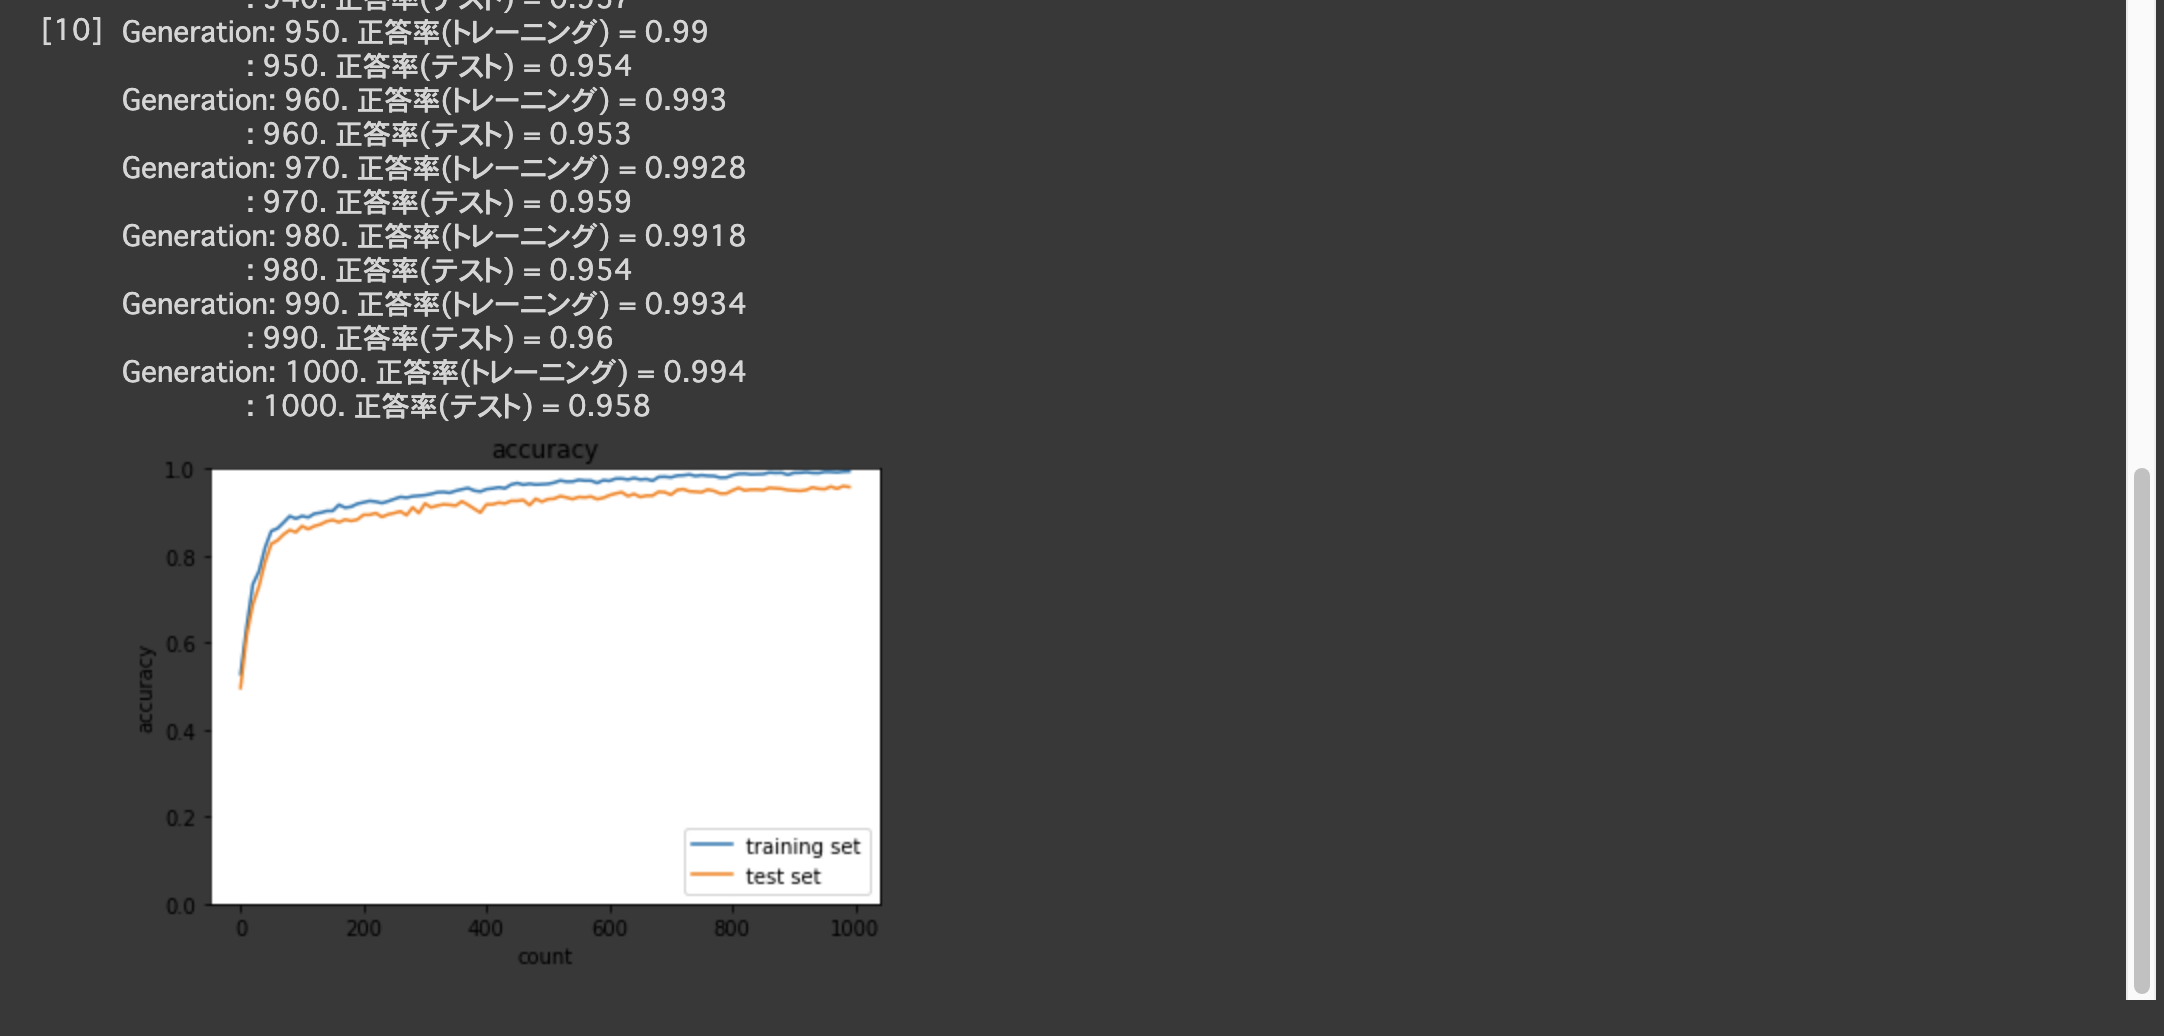 : 940. 正答率(テスト) = 0.957
[10] Generation: 950. 正答率(トレーニング) = 0.99
: 950. 正答率(テスト) = 0.954
Generation: 960. 正答率(トレーニング) = 0.993
: 960. 正答率(テスト) = 0.953
Generation: 970. 正答率(トレーニング) = 0.9928
: 970. 正答率(テスト) = 0.959
Generation: 980. 正答率(トレーニング) = 0.9918
: 980. 正答率(テスト) = 0.954
Generation: 990. 正答率(トレーニング) = 0.9934
: 990. 正答率(テスト) = 0.96
Generation: 1000. 正答率(トレーニング) = 0.994
: 1000. 正答率(テスト) = 0.958
accuracy
1.0
0.8
0.6
0.4
0.2
0.0
accuracy
training set
test set
0 200 400 600 800 1000
count